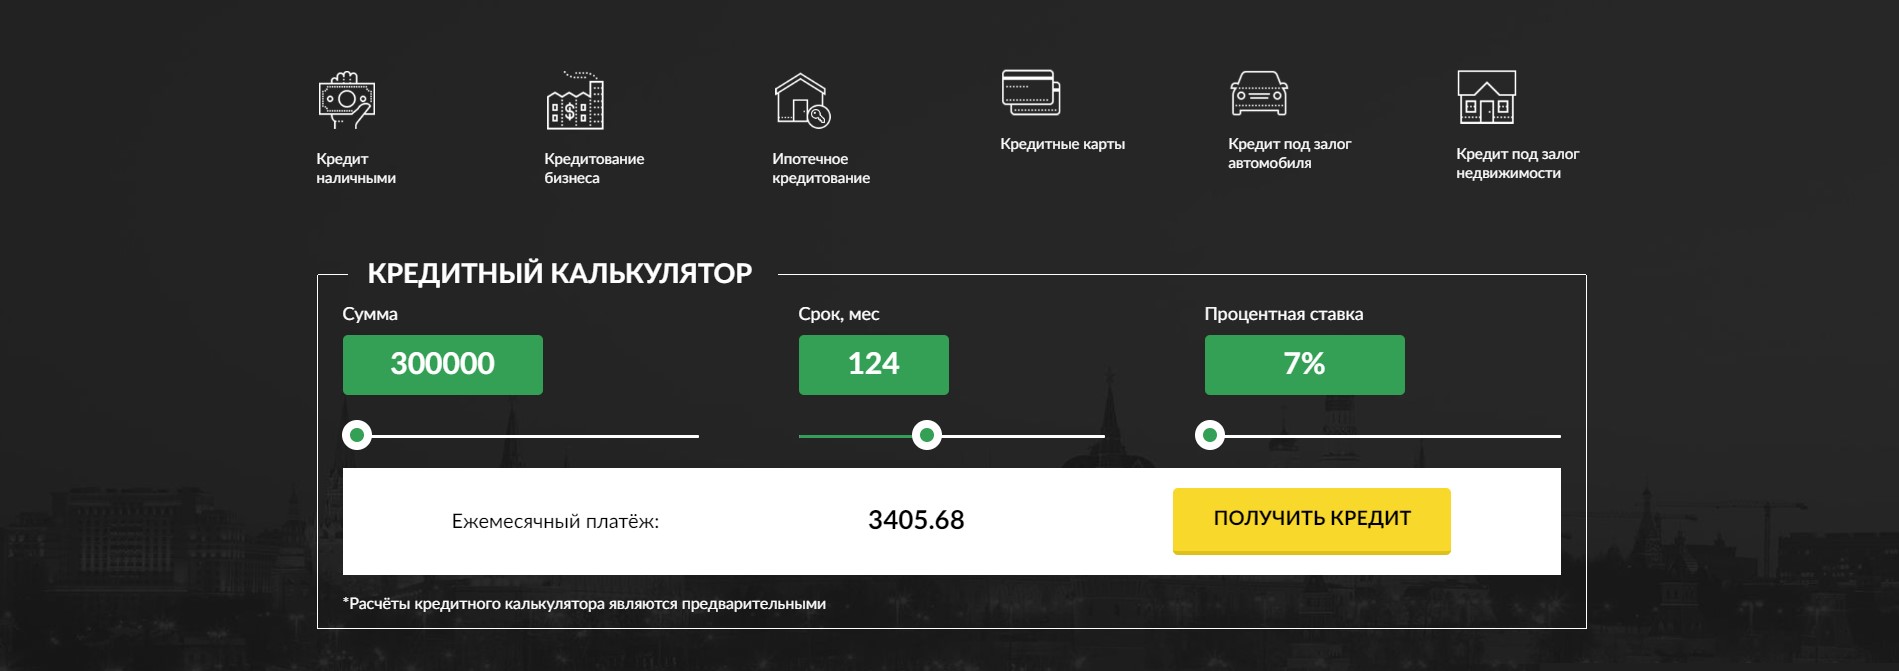 Кредит
наличными
Кредитование
бизнеса
Ипотечное
кредитование
Кредитные карты
Кредит под залог
автомобиля
Кредит под залог
недвижимости
КРЕДИТНЫЙ КАЛЬКУЛЯТОР
Сумма
300000
Срок, мес
124
Процентная ставка
7%
Ежемесячный платёж:
3405.68
ПОЛУЧИТЬ КРЕДИТ
*Расчёты кредитного калькулятора являются предварительными